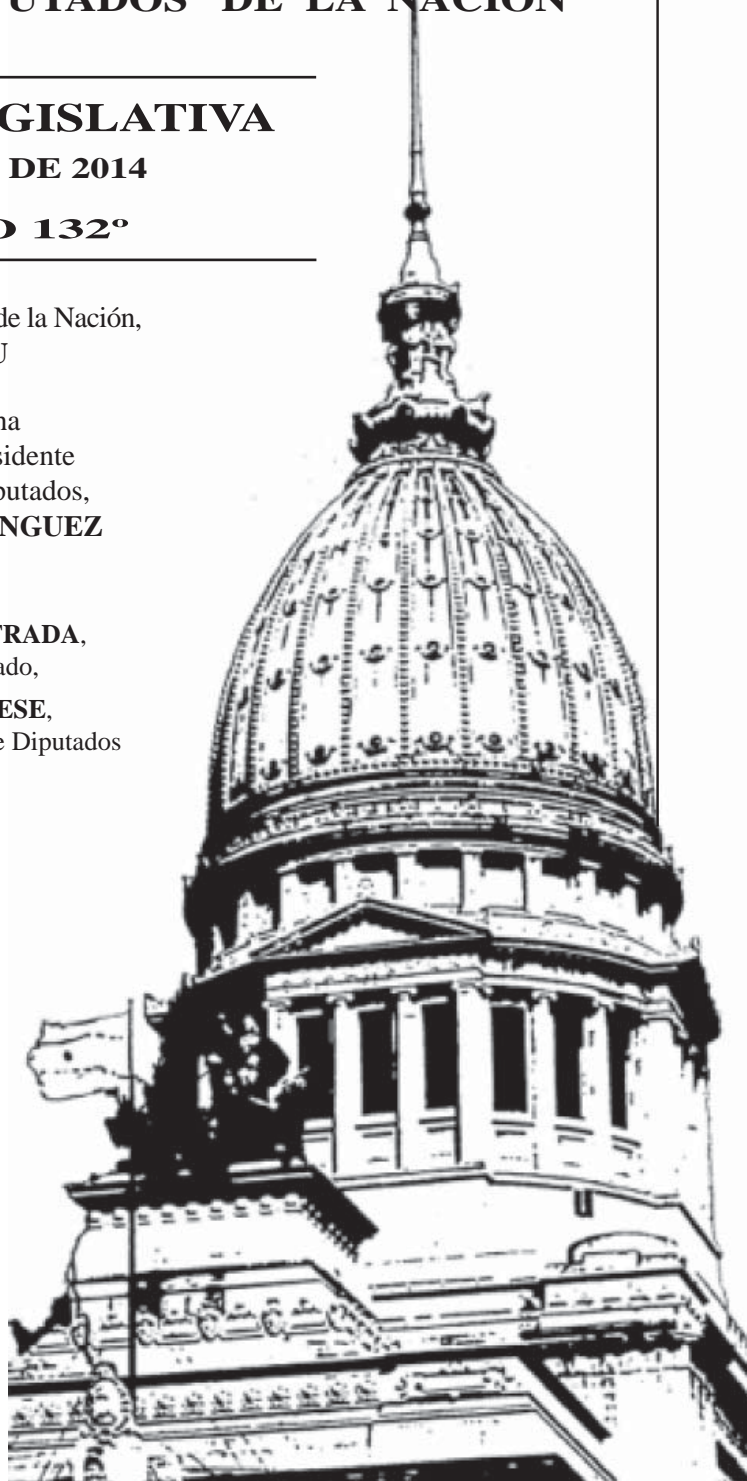 UTADOS DE LA NACIÓN
GISLATIVA
DE 2014
O 132º
de la Nación,
U
na
sidente
putados,
NGUEZ
TRADA,
ado,
ESE,
e Diputados